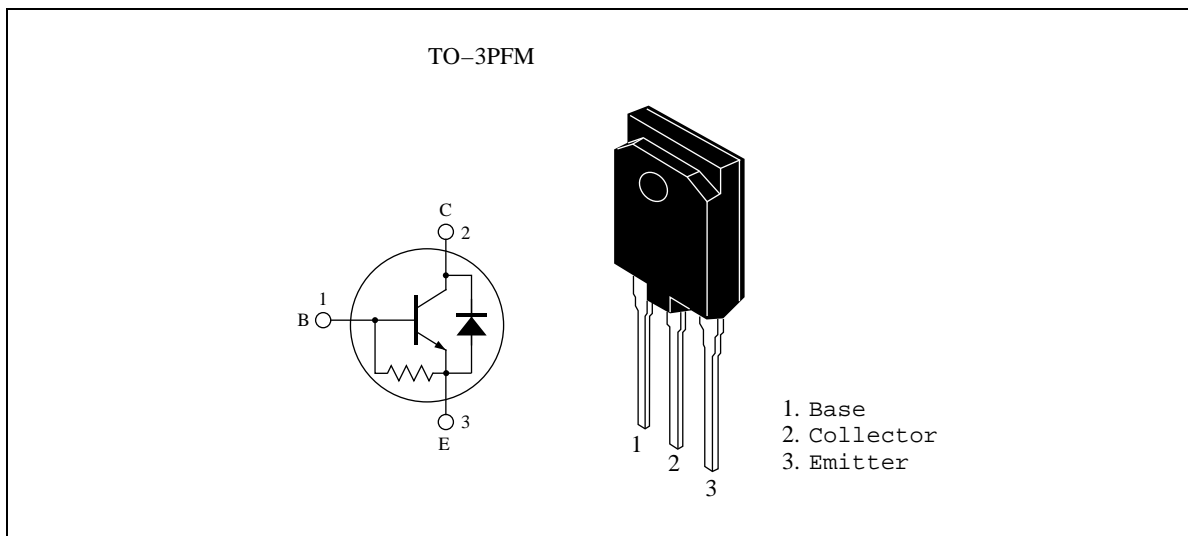 TO–3PFM
C
2
1
B
3
E
1
2
3
1. Base
2. Collector
3. Emitter